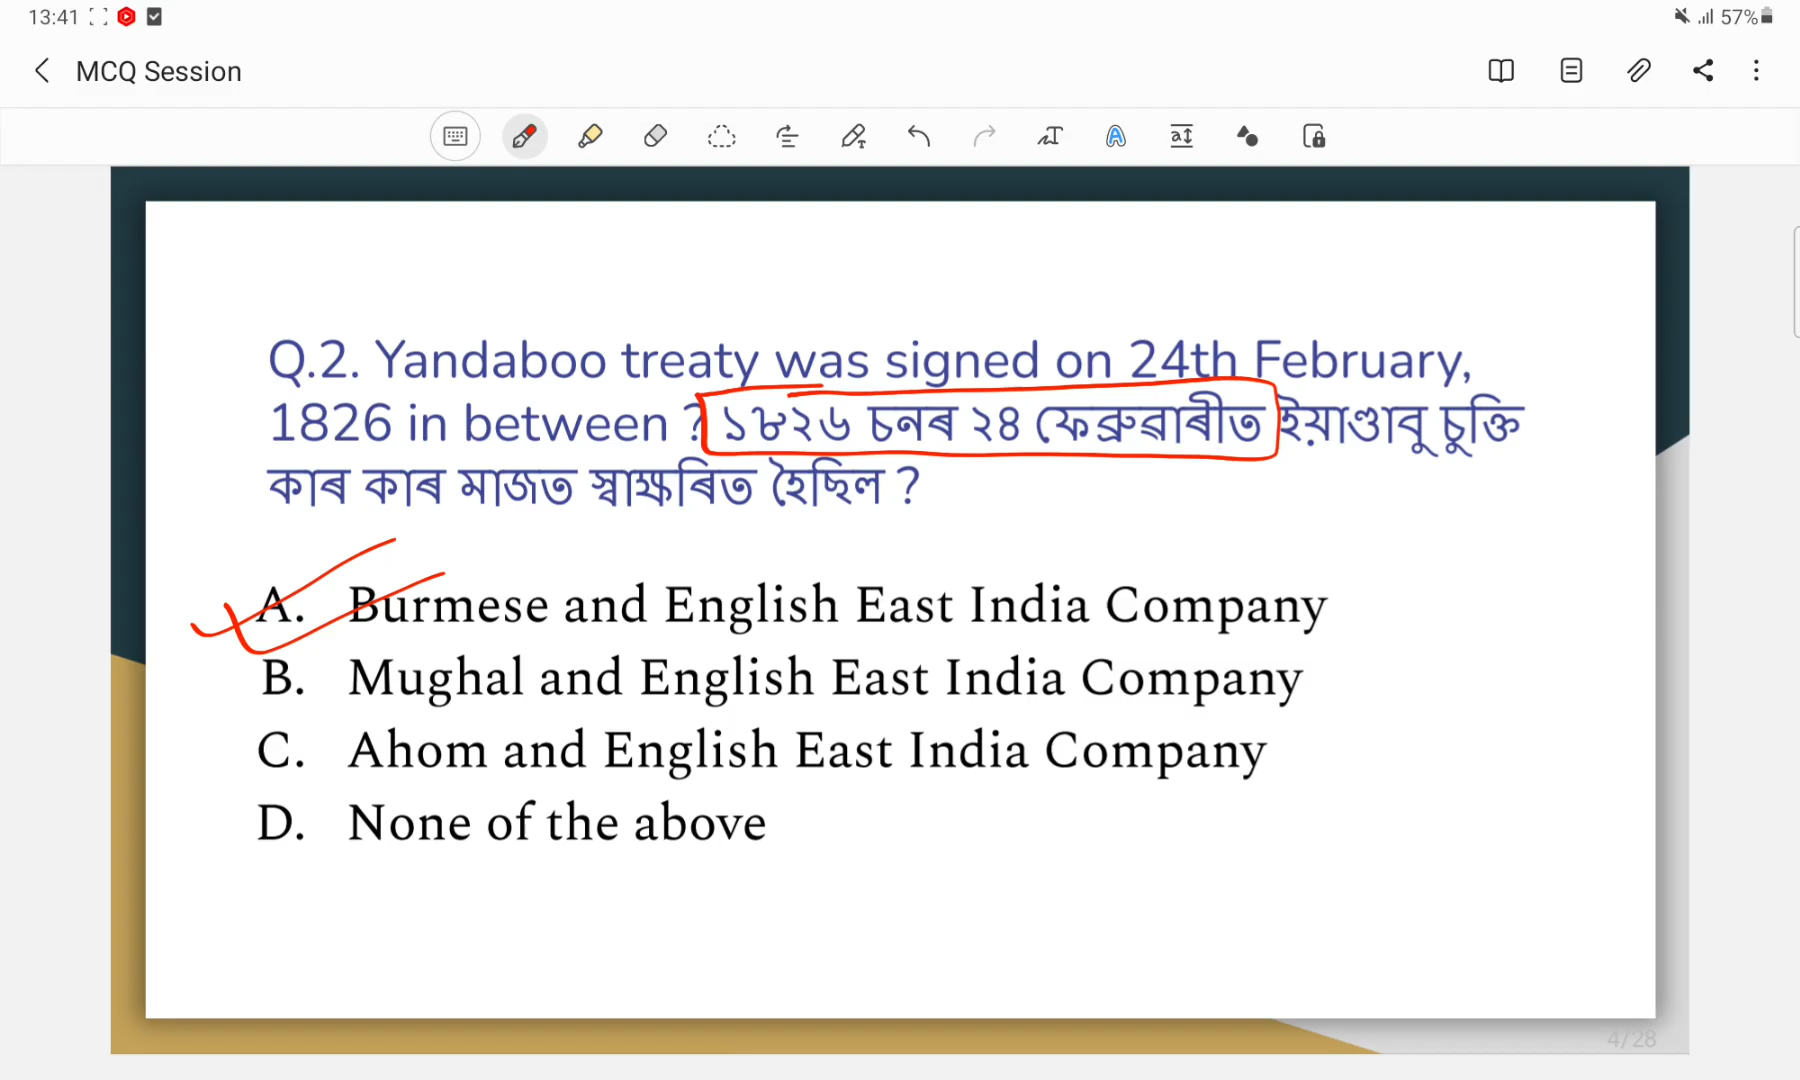 13:41
57%
MCQ Session
Q.2. Yandaboo treaty was signed on 24th February,
1826 in between ? ১৮২৬ চনৰ ২৪ ফেব্ৰুৱাৰীত ইয়াণ্ডাবু চুক্তি
কাৰ কাৰ মাজত স্বাক্ষৰিত হৈছিল ?
A. Burmese and English East India Company
B. Mughal and English East India Company
C. Ahom and English East India Company
D. None of the above
4/28